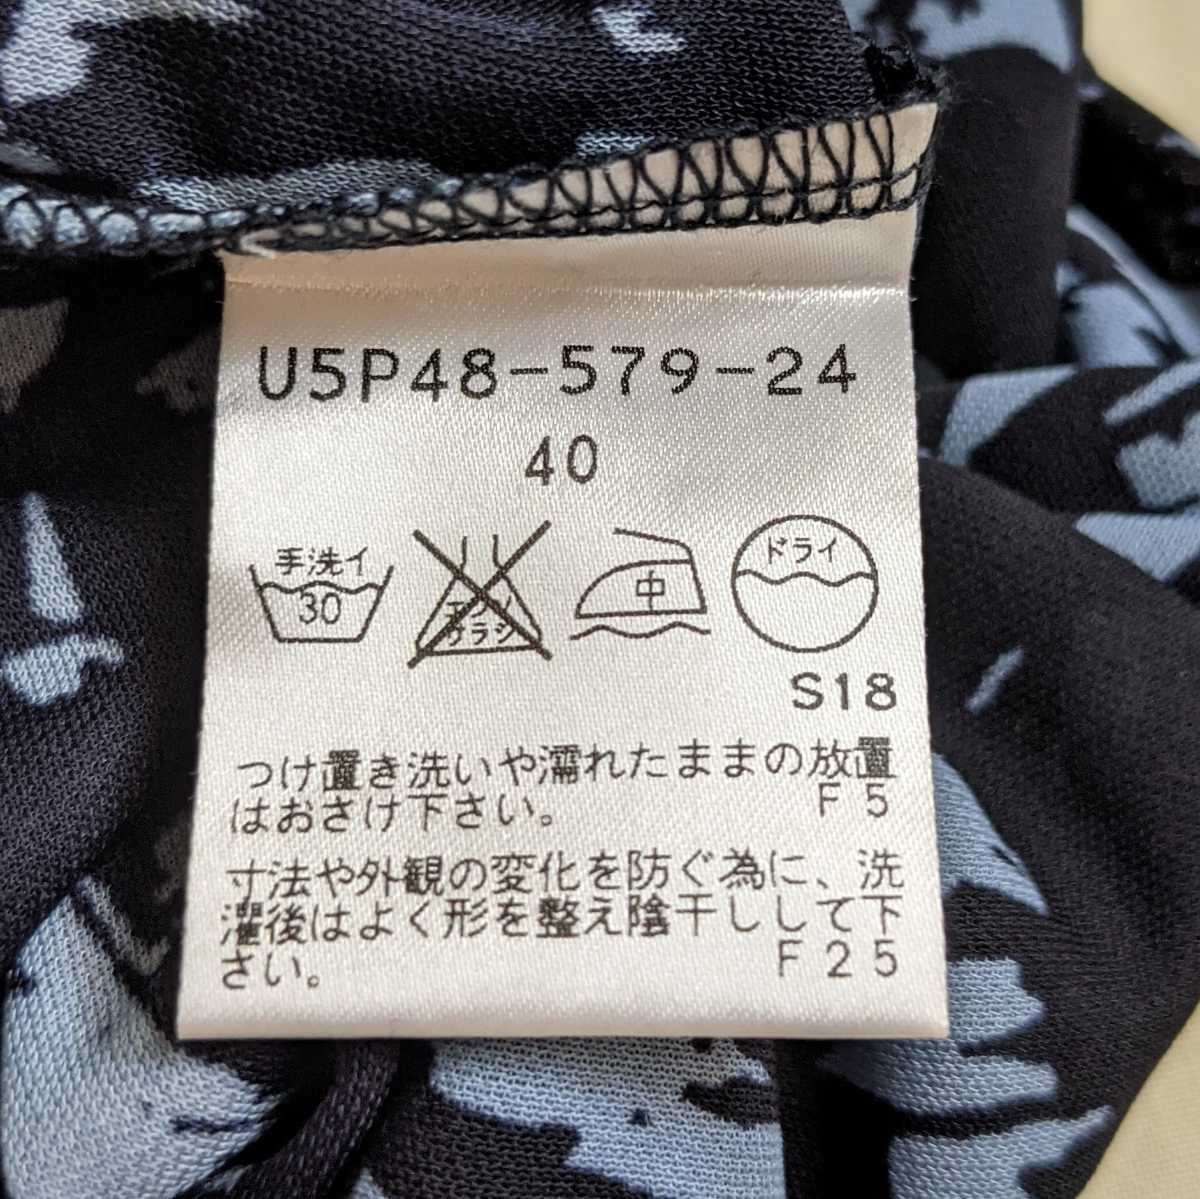 U5P48-579-24
40
手洗イ
30
エンソ
サラシ
中
ドライ
S18
つけ置き洗いや濡れたままの放置
はおさけ下さい。 F5
寸法や外観の変化を防ぐ為に、洗
濯後はよく形を整え陰干しして下
さい。 F25